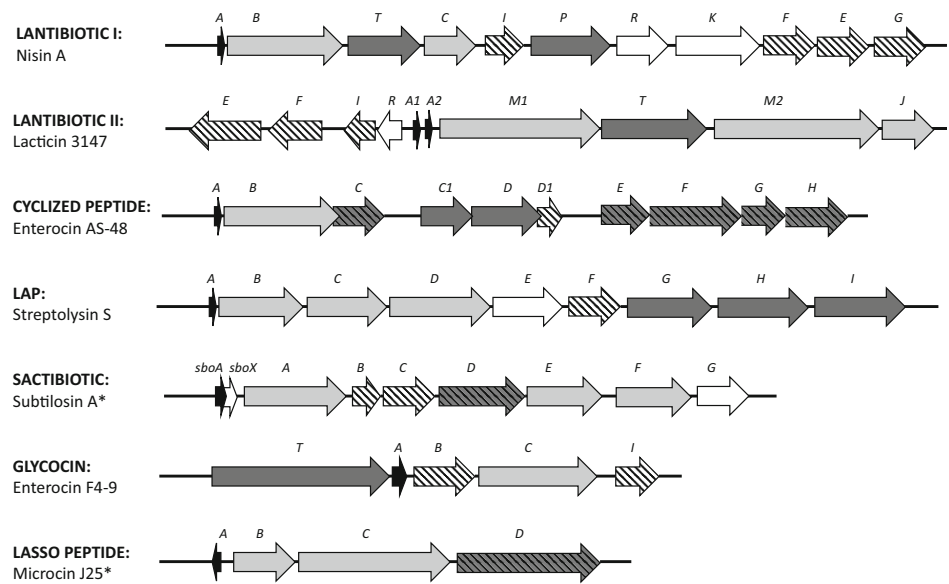 A B T C I P R K F E G
LANTIBIOTIC I:
Nisin A
E F I R A1 A2 M1 T M2 J
LANTIBIOTIC II:
Lacticin 3147
A B C C1 D D1 E F G H
CYCLIZED PEPTIDE:
Enterocin AS-48
A B C D E F G H I
LAP:
Streptolysin S
sboA sboX A B C D E F G
SACTIBIOTIC:
Subtilosin A*
T A B C I
GLYCOCIN:
Enterocin F4-9
A B C D
LASSO PEPTIDE:
Microcin J25*